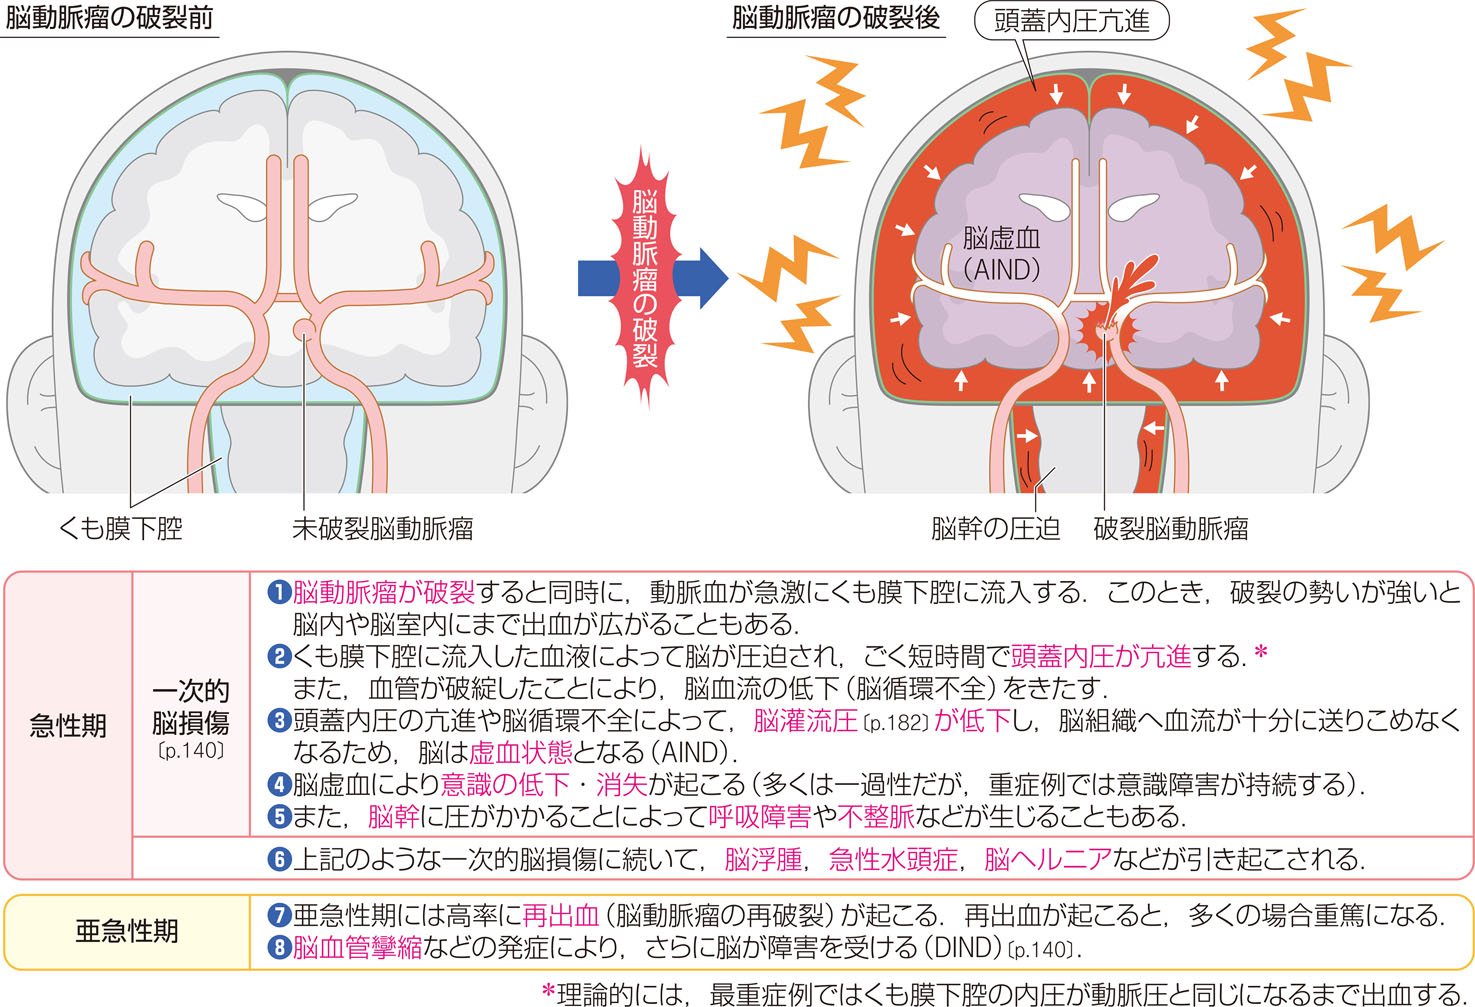 脳動脈瘤の破裂前
脳動脈瘤の破裂後
頭蓋内圧亢進
脳動脈瘤の破裂
脳虚血
(AIND)
くも膜下腔
未破裂脳動脈瘤
脳幹の圧迫
破裂脳動脈瘤
急性期
一次的
脳損傷
〔p.140〕
❶脳動脈瘤が破裂すると同時に，動脈血が急激にくも膜下腔に流入する．このとき，破裂の勢いが強いと
脳内や脳室内にまで出血が広がることもある．
❷くも膜下腔に流入した血液によって脳が圧迫され，ごく短時間で頭蓋内圧が亢進する．*
また，血管が破綻したことにより，脳血流の低下（脳循環不全）をきたす．
❸頭蓋内圧の亢進や脳循環不全によって，脳灌流圧〔p.182〕が低下し，脳組織へ血流が十分に送りこめなく
なるため，脳は虚血状態となる（AIND）．
❹脳虚血により意識の低下・消失が起こる（多くは一過性だが，重症例では意識障害が持続する）．
❺また，脳幹に圧がかかることによって呼吸障害や不整脈などが生じることもある．
❻上記のような一次的脳損傷に続いて，脳浮腫，急性水頭症，脳ヘルニアなどが引き起こされる．
亜急性期
❼亜急性期には高率に再出血（脳動脈瘤の再破裂）が起こる．再出血が起こると，多くの場合重篤になる．
❽脳血管攣縮などの発症により，さらに脳が障害を受ける（DIND）〔p.140〕．
*理論的には，最重症例ではくも膜下腔の内圧が動脈圧と同じになるまで出血する